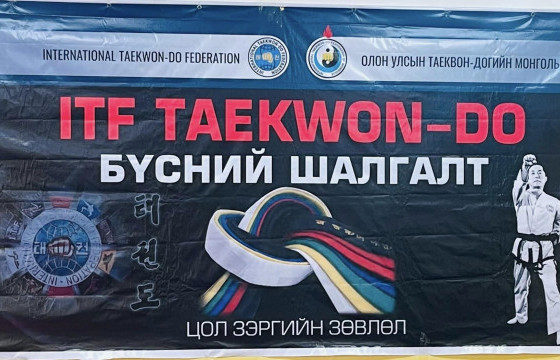 INTERNATIONAL TAEKWON-DO FEDERATION
ОЛОН УЛСЫН ТАЕКВОН-ДОГИЙН МОНГОЛЫ
ITF TAEKWON-DO
БҮСНИЙ ШАЛГАЛТ
태권도
ЦОЛ ЗЭРГИЙН ЗӨВЛӨЛ